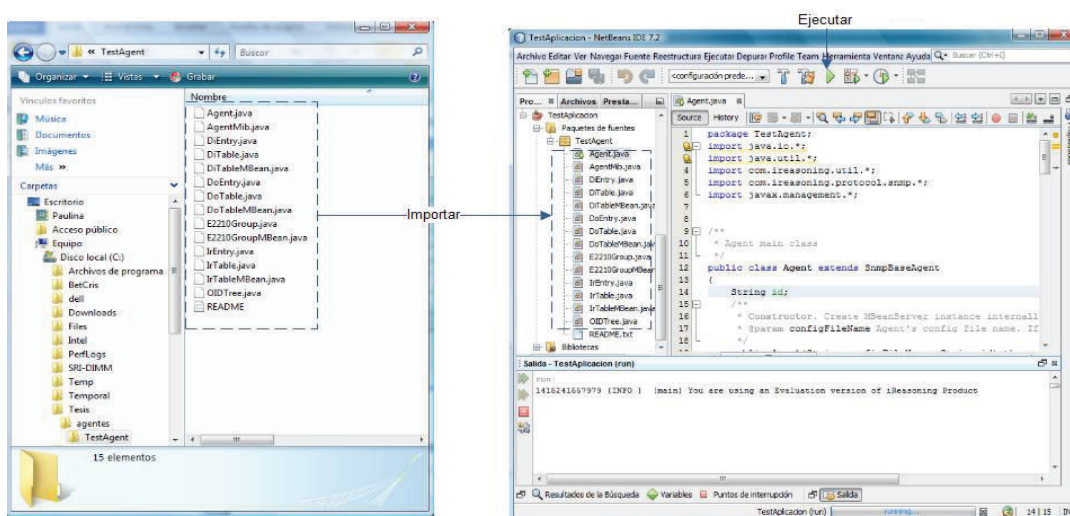 Ejecutar
« TestAgent
Buscar
Organizar
Vistas
Grabar
Vínculos favoritos
Música
Documentos
Imágenes
Más »
Carpetas
Escritorio
Paulina
Acceso público
Equipo
Disco local (C:)
Archivos de programa
BetCris
dell
Downloads
Files
Intel
PerfLogs
SRI-DIMM
Temp
Temporal
Tesis
agentes
TestAgent
Nombre
Agent.java
AgentMib.java
DiEntry.java
DiTable.java
DiTableMBean.java
DoEntry.java
DoTable.java
DoTableMBean.java
E2210Group.java
E2210GroupMBean.java
IrEntry.java
IrTable.java
IrTableMBean.java
OIDTree.java
README
15 elementos
Importar
TestAplicacion - NetBeans IDE 7.2
Archivo Editar Ver Navegar Fuente Reestructura Ejecutar Depurar Profile Team Herramienta Ventana Ayuda
Buscar (Ctrl+I)
<configuración prede...
Pro... Archivos Presta...
TestAplicacion
Paquetes de fuentes
TestAgent
Agent.java
AgentMib.java
DiEntry.java
DiTable.java
DiTableMBean.java
DoEntry.java
DoTable.java
DoTableMBean.jav
E2210Group.java
E2210GroupMBear
IrEntry.java
IrTable.java
IrTableMBean.java
OIDTree.java
README.txt
Bibliotecas
Agent.java
Source History
1 package TestAgent;
import java.io.*;
import java.util.*;
4 import com.ireasoning.util.*;
5 import com.ireasoning.protocol.snmp.*;
6 import javax.management.*;
7
8
9 /**
10 * Agent main class
11 */
12 public class Agent extends SnmpBaseAgent
13 {
14 String id;
15 /**
16 * Constructor. Create MBeanServer instance internall
17 * @param configFileName Agent's config file name. If
18 */
Salida - TestAplicacion (run)
run:
1416241667979 (INFO ) [main] You are using an Evaluation version of iReasoning Product
Resultados de la Búsqueda
Variables
Puntos de interrupción
Salida
TestAplicacion (run)
running...
14 | 15